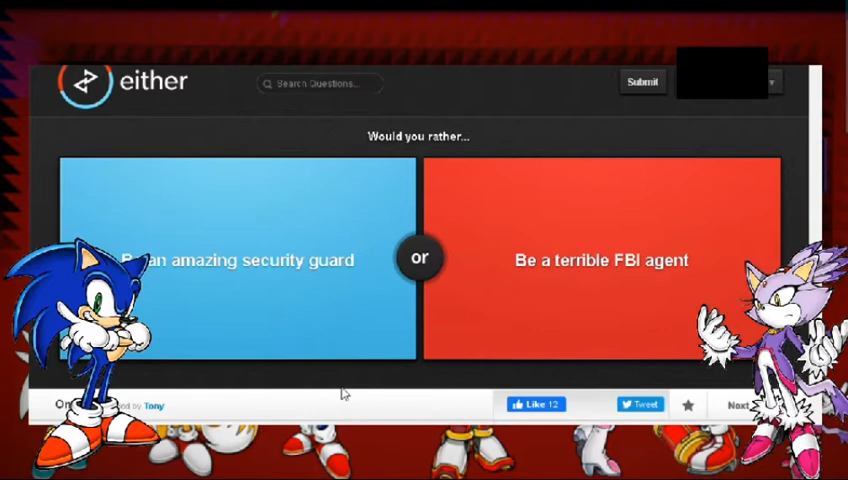 either
Search Questions...
Submit
Would you rather...
an amazing security guard
or
Be a terrible FBI agent
by Tony
Like 12
Tweet
Next